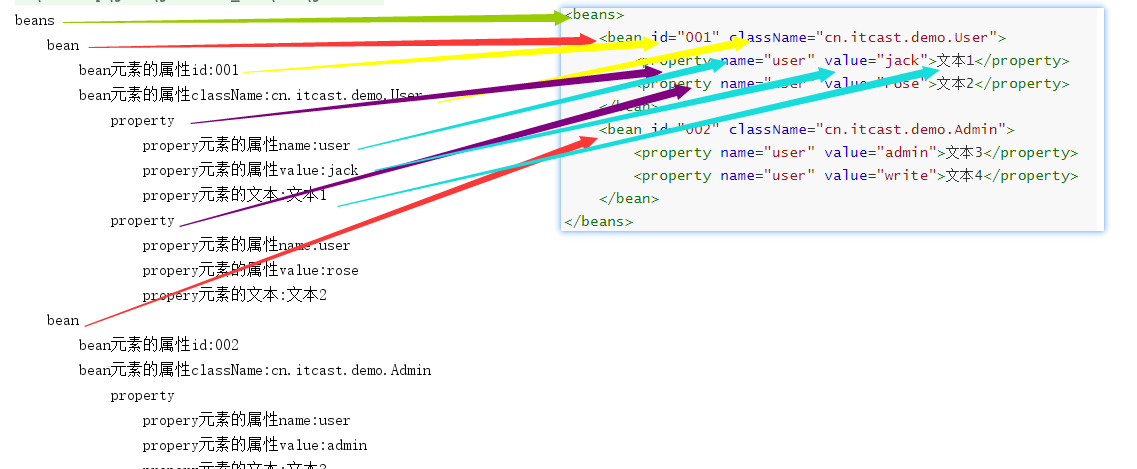 beans
bean
bean元素的属性id:001
bean元素的属性className:cn.itcast.demo.User
property
propery元素的属性name:user
propery元素的属性value:jack
propery元素的文本:文本1
property
propery元素的属性name:user
propery元素的属性value:rose
propery元素的文本:文本2
bean
bean元素的属性id:002
bean元素的属性className:cn.itcast.demo.Admin
property
propery元素的属性name:user
propery元素的属性value:admin
<beans>
<bean id="001" className="cn.itcast.demo.User">
<property name="user" value="jack">文本1</property>
<property name="user" value="rose">文本2</property>
</bean>
<bean id="002" className="cn.itcast.demo.Admin">
<property name="user" value="admin">文本3</property>
<property name="user" value="write">文本4</property>
</bean>
</beans>